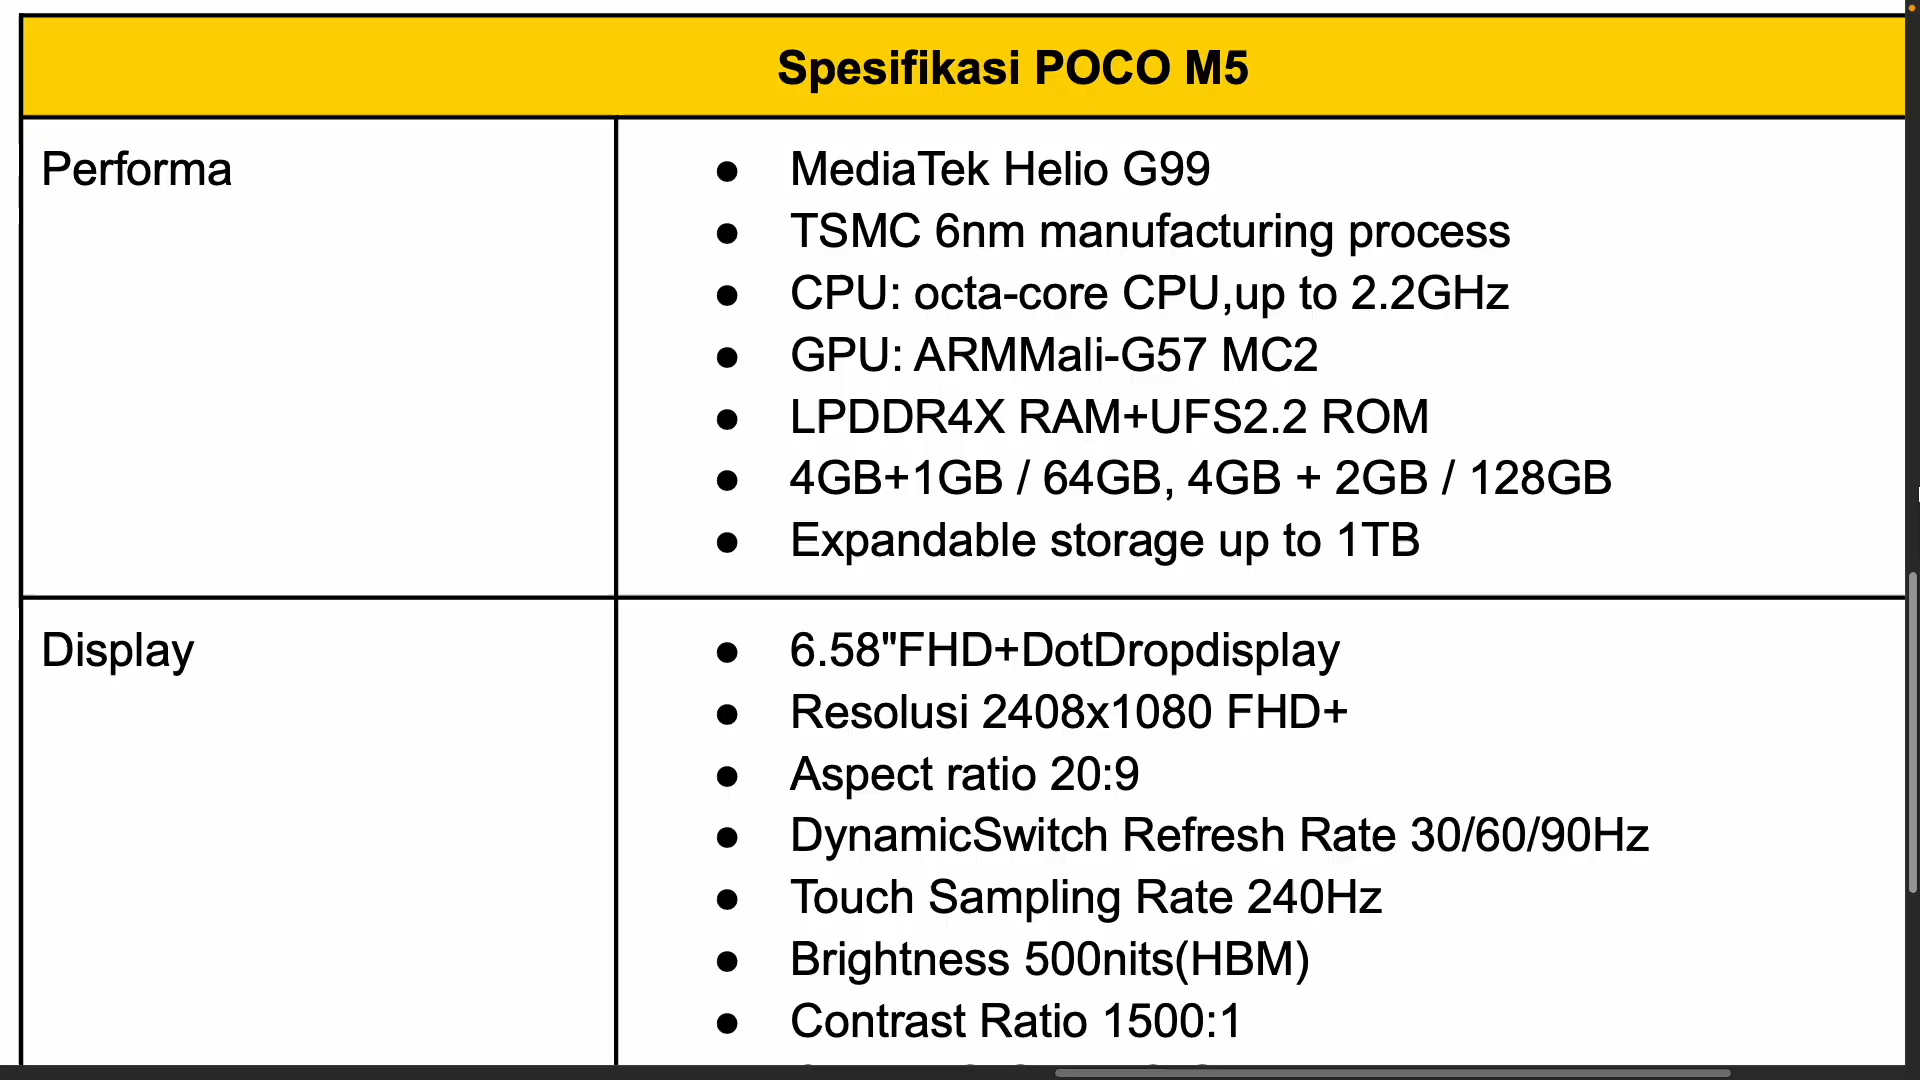 Spesifikasi POCO M5
Performa
● MediaTek Helio G99
● TSMC 6nm manufacturing process
● CPU: octa-core CPU,up to 2.2GHz
● GPU: ARMMali-G57 MC2
● LPDDR4X RAM+UFS2.2 ROM
● 4GB+1GB / 64GB, 4GB + 2GB / 128GB
● Expandable storage up to 1TB
Display
● 6.58"FHD+DotDropdisplay
● Resolusi 2408x1080 FHD+
● Aspect ratio 20:9
● DynamicSwitch Refresh Rate 30/60/90Hz
● Touch Sampling Rate 240Hz
● Brightness 500nits(HBM)
● Contrast Ratio 1500:1